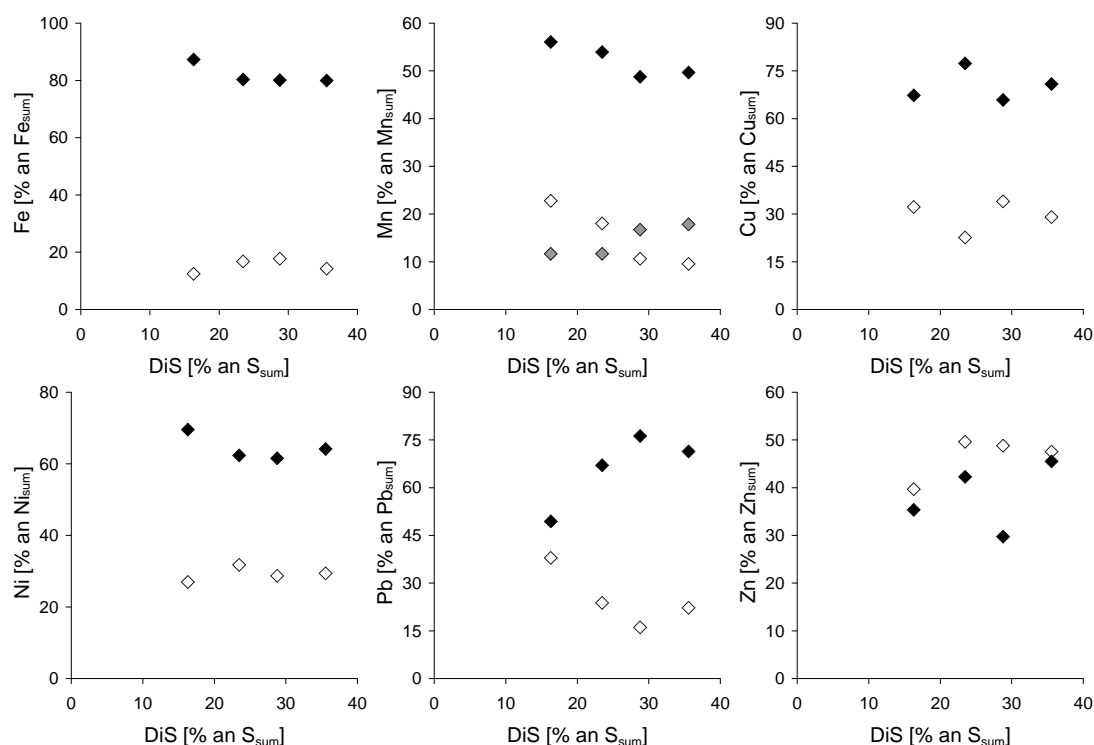 Fe [% an Fesum]
100
80
60
40
20
0
0 10 20 30 40
DiS [% an Ssum]
Mn [% an Mnsum]
60
50
40
30
20
10
0
0 10 20 30 40
DiS [% an Ssum]
Cu [% an Cusum]
90
75
60
45
30
15
0
0 10 20 30 40
DiS [% an Ssum]
Ni [% an Nisum]
80
60
40
20
0
0 10 20 30 40
DiS [% an Ssum]
Pb [% an Pbsum]
90
75
60
45
30
15
0
0 10 20 30 40
DiS [% an Ssum]
Zn [% an Znsum]
60
50
40
30
20
10
0
0 10 20 30 40
DiS [% an Ssum]